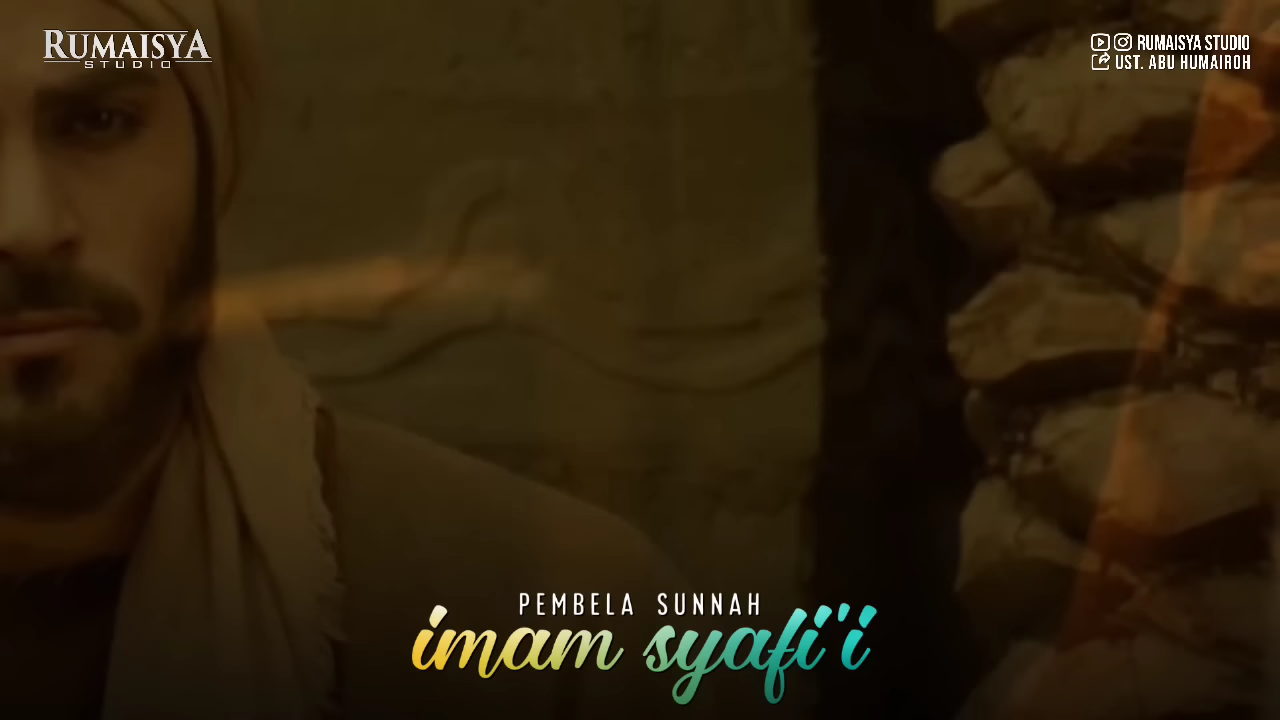 RUMAISYA
STUDIO
RUMAISYA STUDIO
UST. ABU HUMAIROH
PEMBELA SUNNAH
imam syafi'i